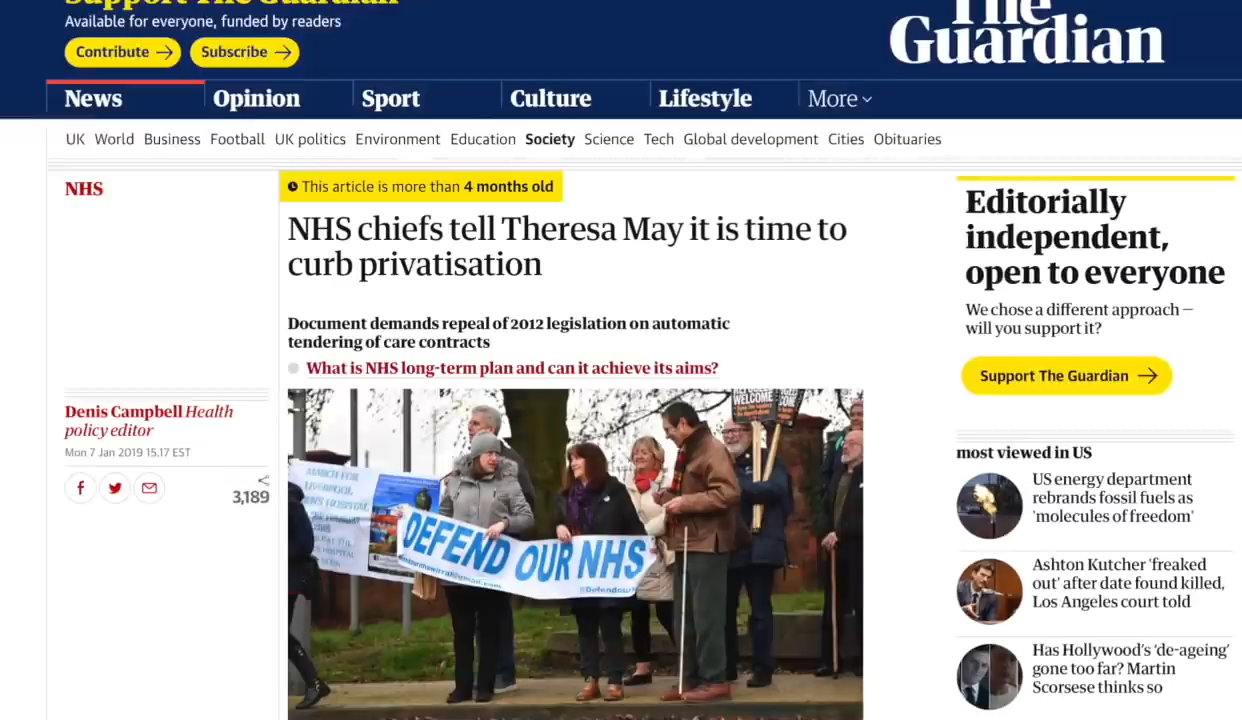 Support The Guardian
Available for everyone, funded by readers
Contribute
Subscribe
The
Guardian
News
Opinion
Sport
Culture
Lifestyle
More
UK World Business Football UK politics Environment Education Society Science Tech Global development Cities Obituaries
NHS
This article is more than 4 months old
NHS chiefs tell Theresa May it is time to
curb privatisation
Document demands repeal of 2012 legislation on automatic
tendering of care contracts
What is NHS long-term plan and can it achieve its aims?
Denis Campbell Health
policy editor
Mon 7 Jan 2019 15.17 EST
3,189
MARCH FOR
LIVERPOOL
HOSPITAL
WELCOME
DEFEND OUR NHS
Editorially
independent,
open to everyone
We chose a different approach –
will you support it?
Support The Guardian
most viewed in US
US energy department
rebrands fossil fuels as
'molecules of freedom'
Ashton Kutcher 'freaked
out' after date found killed,
Los Angeles court told
Has Hollywood's 'de-ageing'
gone too far? Martin
Scorsese thinks so